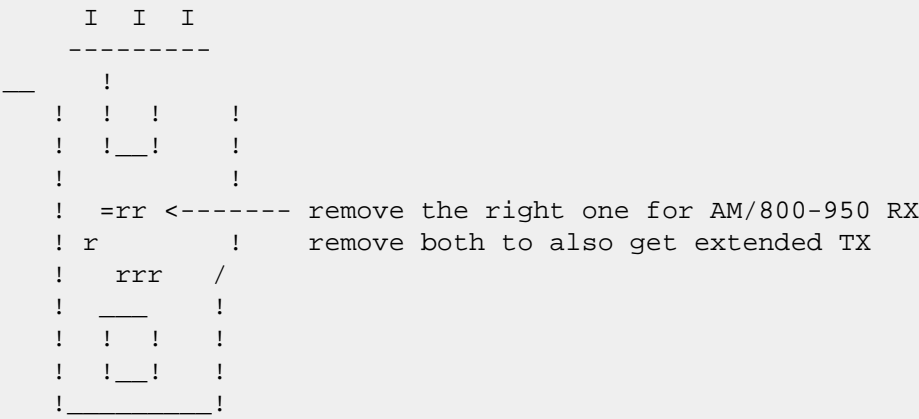 I  I  I
    ---------
__    !
   !  !  !    !
   !  !__!    !
   !          !
   !  =rr <------- remove the right one for AM/800-950 RX
   ! r        !    remove both to also get extended TX
   !   rrr   /
   !  ___    !
   !  !  !   !
   !  !__!   !
   !_________!